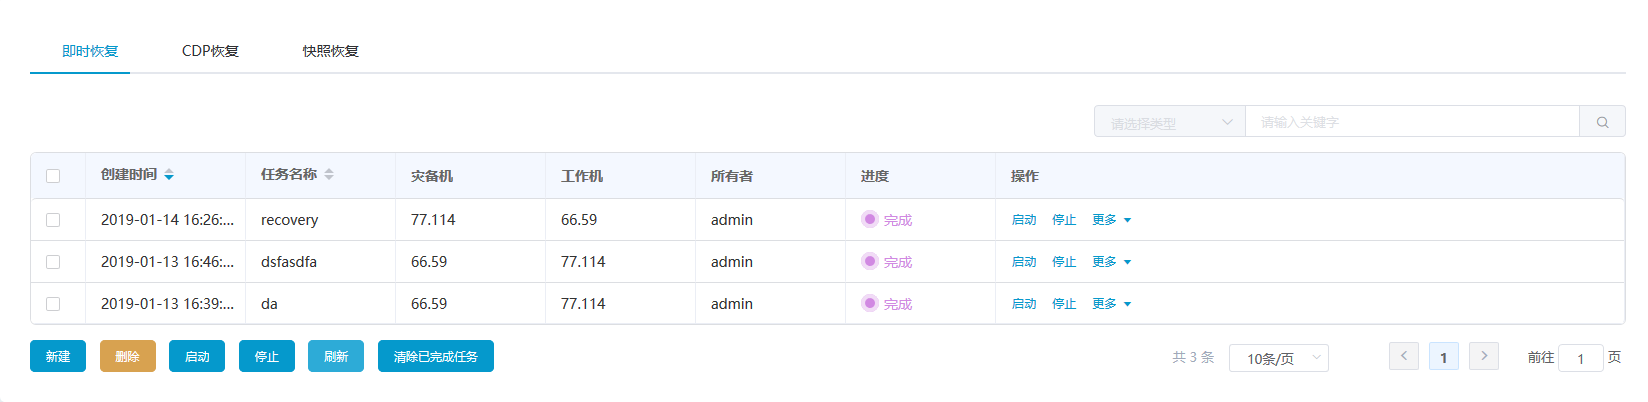 即时恢复 CDP恢复 快照恢复
请选择类型 请输入关键字
创建时间 任务名称 灾备机 工作机 所有者 进度 操作
2019-01-14 16:26:... recovery 77.114 66.59 admin 完成 启动 停止 更多
2019-01-13 16:46:... dsfasdfa 66.59 77.114 admin 完成 启动 停止 更多
2019-01-13 16:39:... da 66.59 77.114 admin 完成 启动 停止 更多
新建 删除 启动 停止 刷新 清除已完成任务 共 3 条 10条/页 1 前往 1 页